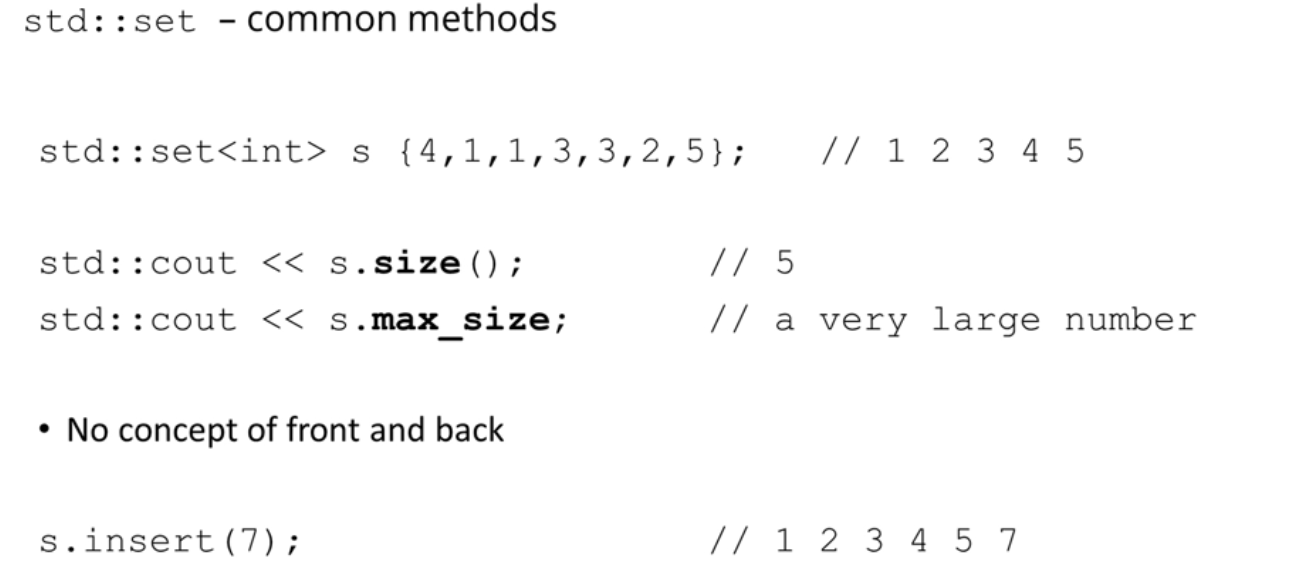 std::set – common methods
std::set<int> s {4,1,1,3,3,2,5}; // 1 2 3 4 5
std::cout << s.size(); // 5
std::cout << s.max_size; // a very large number
• No concept of front and back
s.insert(7); // 1 2 3 4 5 7